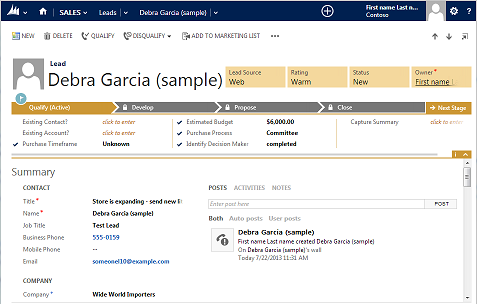 SALES Leads Debra Garcia (sample) First name Last n... Contoso
NEW DELETE QUALIFY DISQUALIFY ADD TO MARKETING LIST ...
Lead
Debra Garcia (sample)
Lead Source Rating Status Owner *
Web Warm New First name L
Qualify (Active) Develop Propose Close Next Stage
Existing Contact? click to enter Estimated Budget $6,000.00 Capture Summary click to enter
Existing Account? click to enter Purchase Process Committee
Purchase Timeframe Unknown Identify Decision Maker completed
Summary
CONTACT
Title * Store is expanding - send new li
Name * Debra Garcia (sample)
Job Title Test Lead
Business Phone 555-0159
Mobile Phone --
Email someone10@example.com
COMPANY
Company * Wide World Importers
POSTS ACTIVITIES NOTES
Enter post here POST
Both Auto posts User posts
Debra Garcia (sample)
First name Last name created Debra Garcia (sample)
On Debra Garcia (sample)'s wall
Today 7/22/2013 11:31 AM